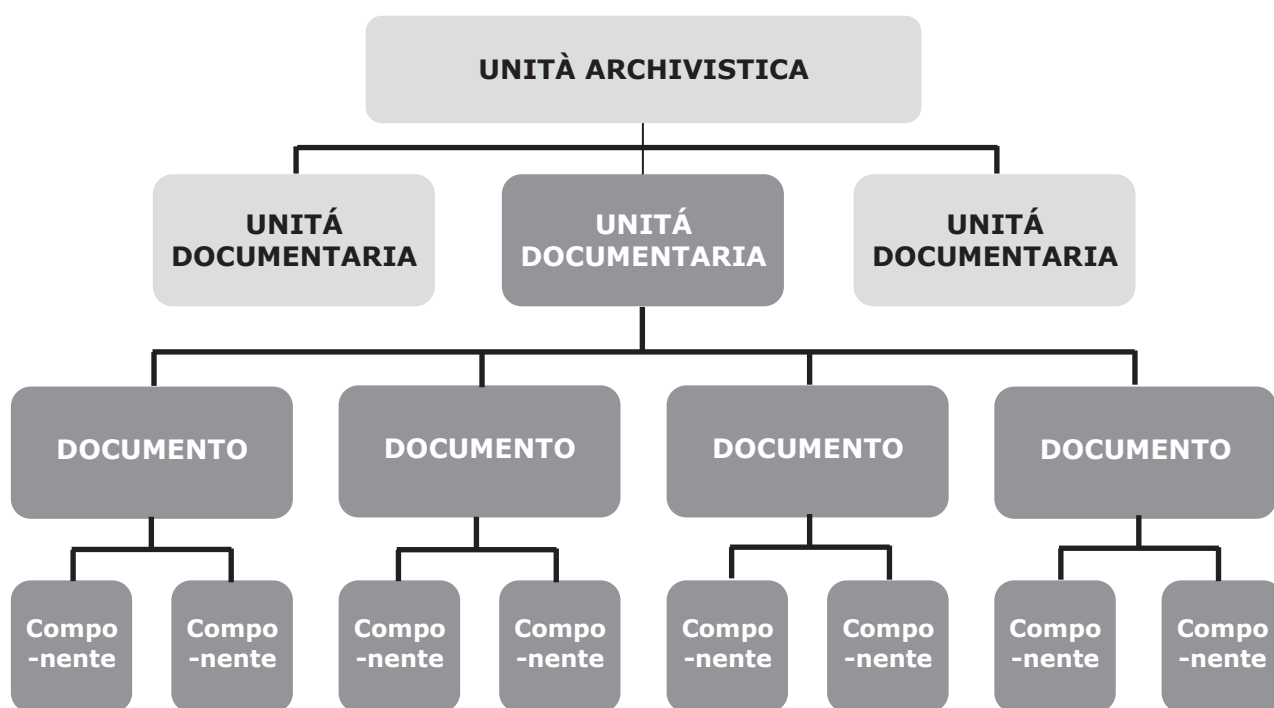 UNITÀ ARCHIVISTICA
UNITÁ
DOCUMENTARIA
UNITÁ
DOCUMENTARIA
UNITÁ
DOCUMENTARIA
DOCUMENTO
DOCUMENTO
DOCUMENTO
DOCUMENTO
Compo
-nente
Compo
-nente
Compo
-nente
Compo
-nente
Compo
-nente
Compo
-nente
Compo
-nente
Compo
-nente